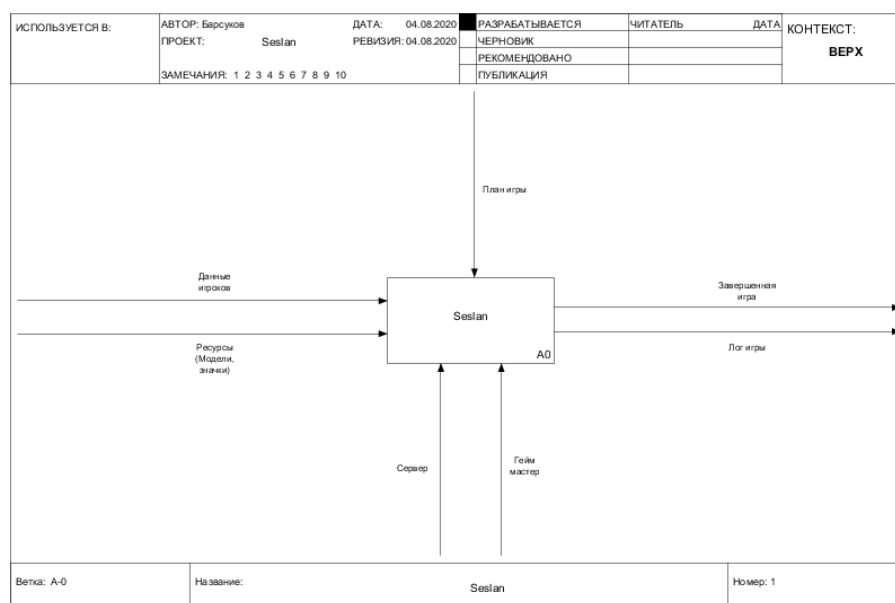 ИСПОЛЬЗУЕТСЯ В:
АВТОР: Барсуков
ДАТА: 04.08.2020
ПРОЕКТ: Seslan
РЕВИЗИЯ: 04.08.2020
ЗАМЕЧАНИЯ: 1 2 3 4 5 6 7 8 9 10
РАЗРАБАТЫВАЕТСЯ
ЧЕРНОВИК
РЕКОМЕНДОВАНО
ПУБЛИКАЦИЯ
ЧИТАТЕЛЬ
ДАТА
КОНТЕКСТ:
ВЕРХ
План игры
Данные
игроков
Ресурсы
(Модели,
значки)
Seslan
A0
Завершенная
игра
Лог игры
Сервер
Гейм
мастер
Ветка: A-0
Название:
Seslan
Номер: 1